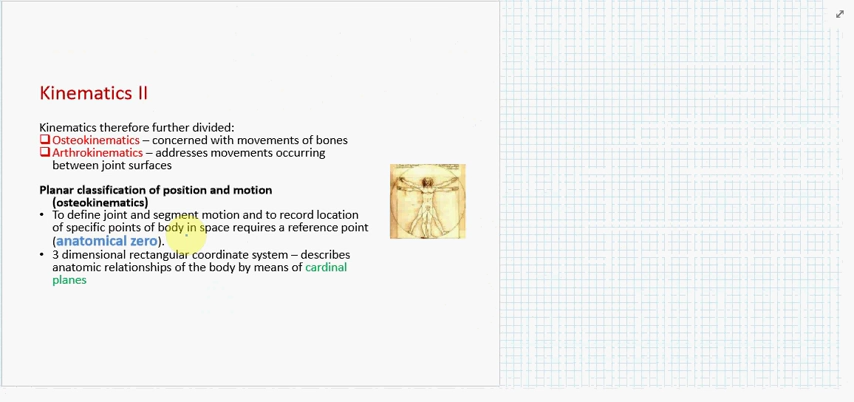 Kinematics II
Kinematics therefore further divided:
Osteokinematics – concerned with movements of bones
Arthrokinematics – addresses movements occurring
between joint surfaces
Planar classification of position and motion
(osteokinematics)
• To define joint and segment motion and to record location
of specific points of body in space requires a reference point
(anatomical zero).
• 3 dimensional rectangular coordinate system – describes
anatomic relationships of the body by means of cardinal
planes